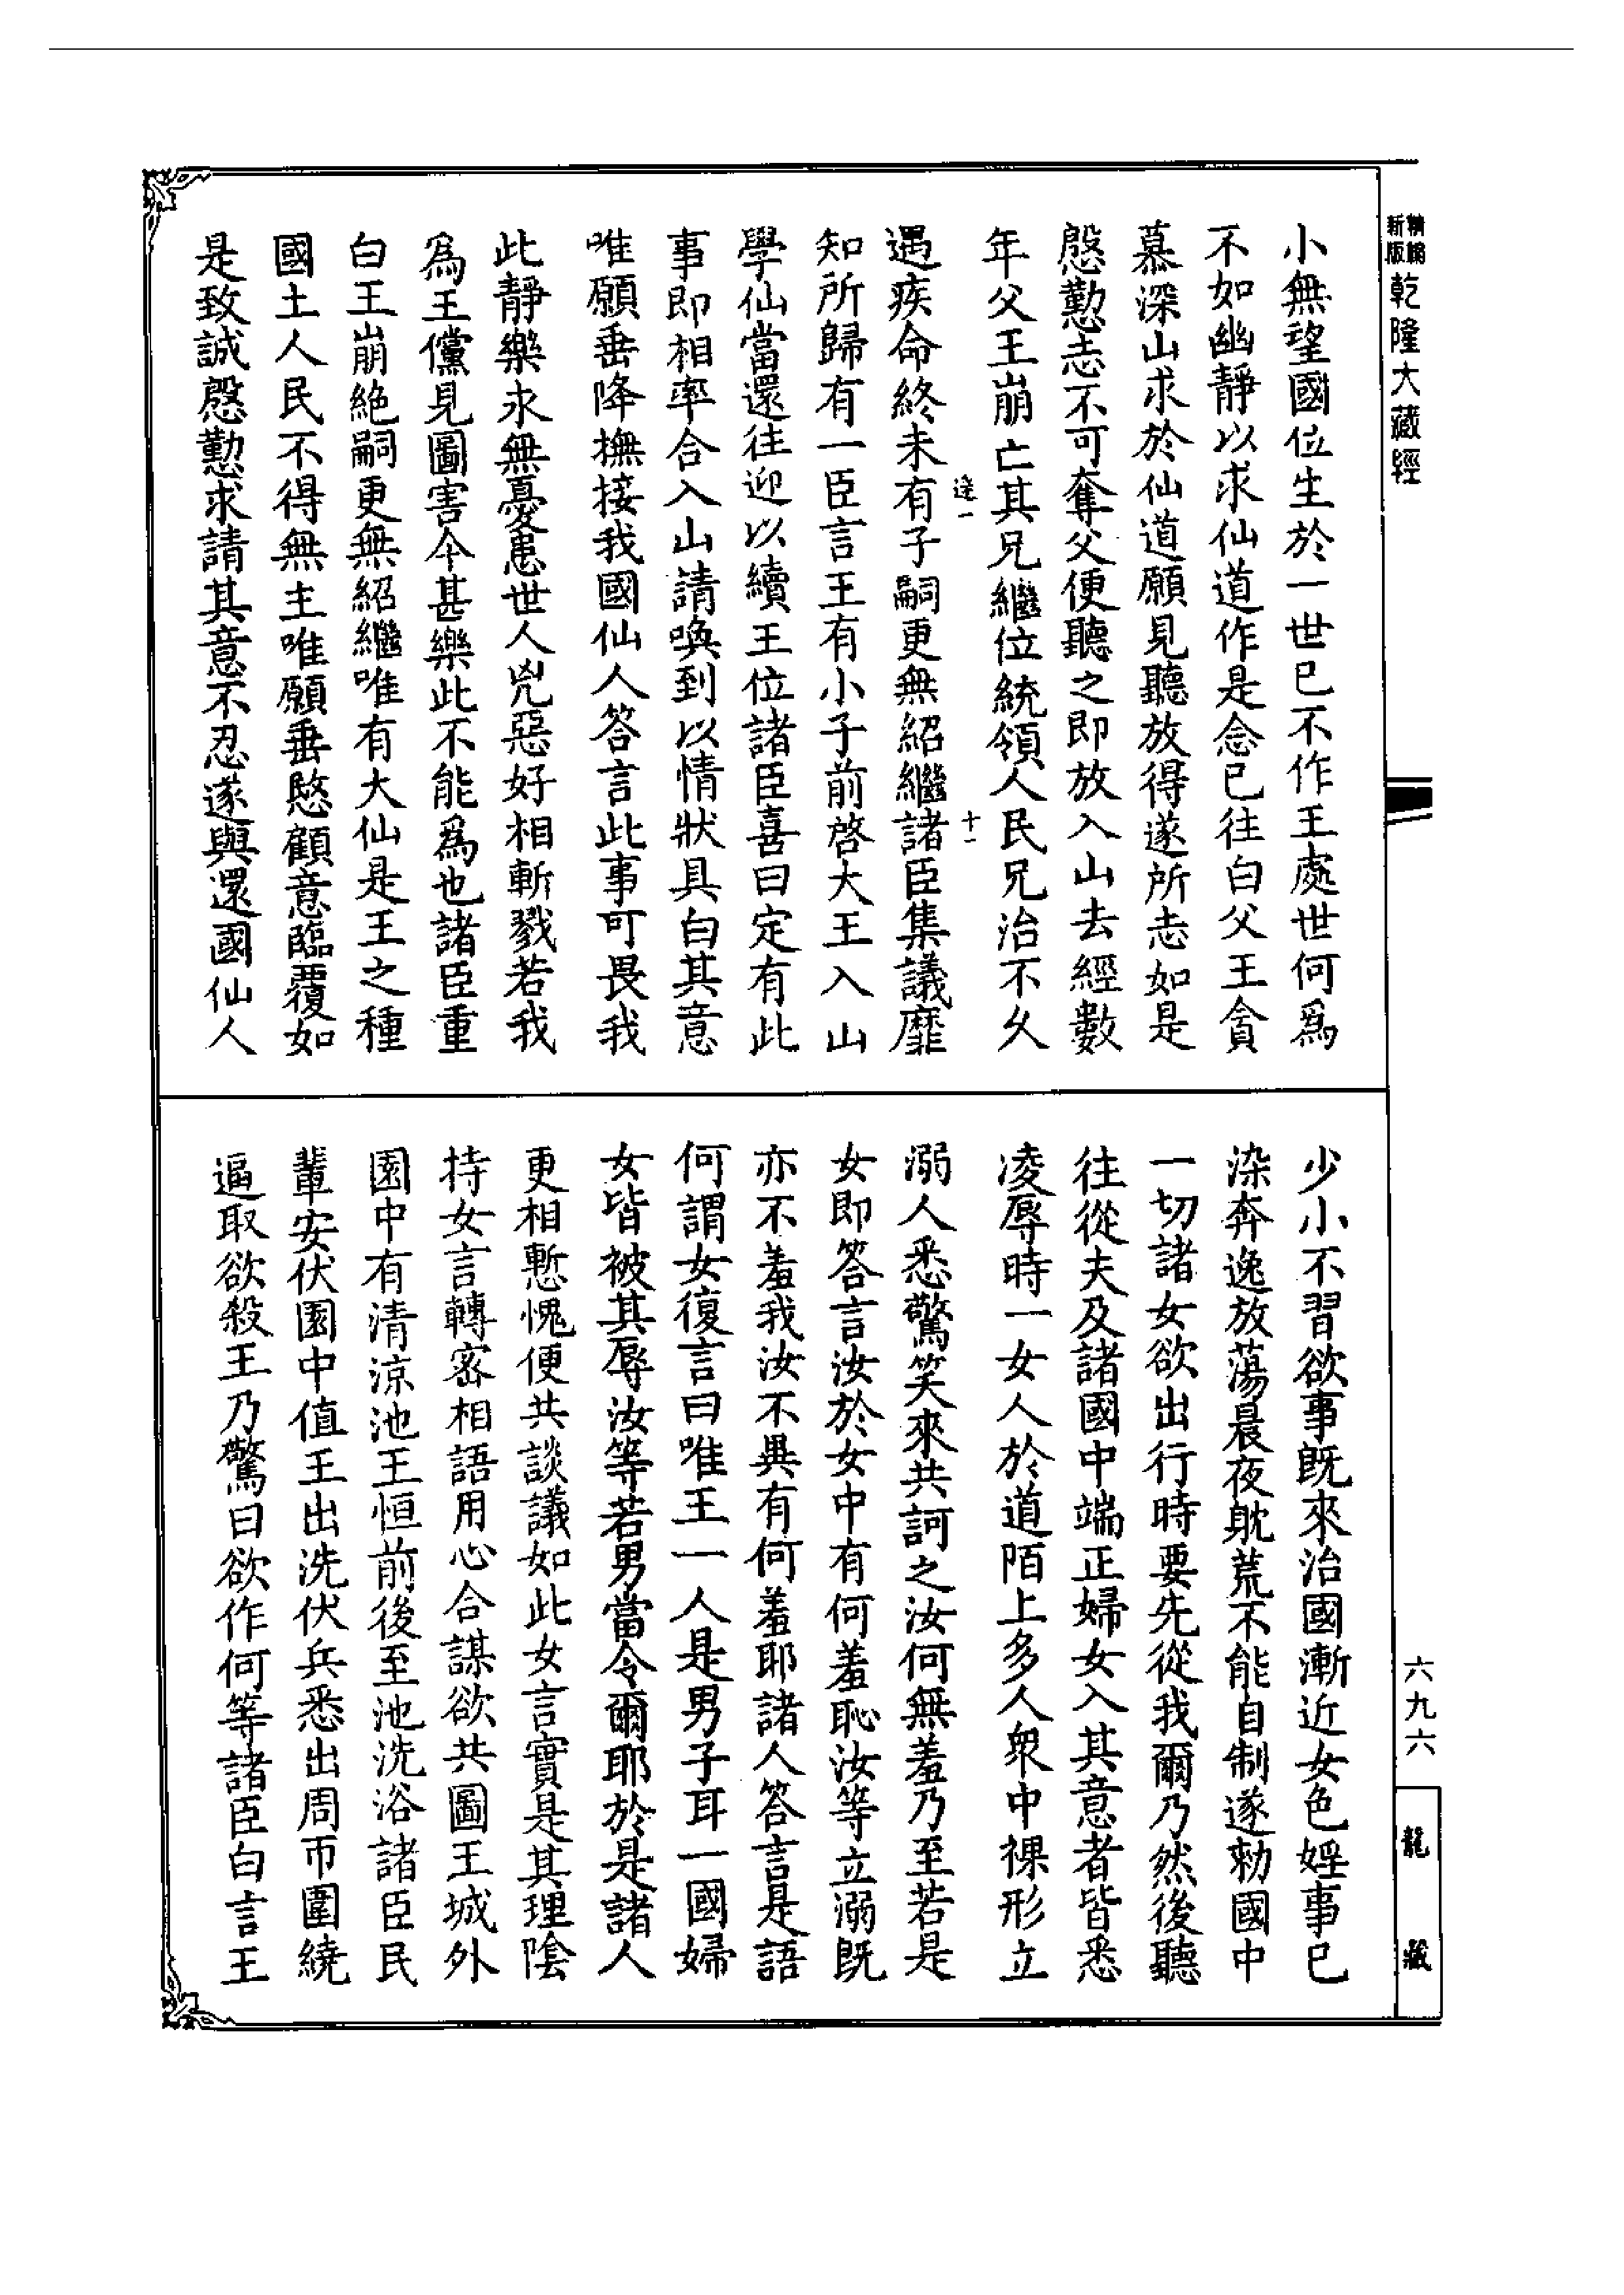 新版精編乾隆大藏經
小無望國位生於一世已不作王處世何爲
不如幽靜以求仙道作是念已往白父王貪
慕深山求於仙道願見聽放得遂所志如是
慇懃志不可奪父便聽之即放入山去經數
年父王崩亡其兄繼位統領人民兄治不久
遇疾命終未有子嗣更無紹繼諸臣集議靡
知所歸有一臣言王有小子前啓大王入山
學仙當還往迎以續王位諸臣喜曰定有此
事即相率合入山請喚到以情狀具白其意
唯願垂降撫接我國仙人答言此事可畏我
此靜樂永無憂患世人兇惡好相斬戮若我
為王儻見圖害今甚樂此不能爲也諸臣重
白王崩絶嗣更無紹繼唯有大仙是王之種
國土人民不得無主唯願垂愍顧意臨覆如
是致誠慇懃求請其意不忍遂與還國仙人
十一
少小不習欲事既來治國漸近女色婬事已
染奔逸放蕩晨夜躭荒不能自制遂勑國中
一切諸女欲出行時要先從我爾乃然後聽
往從夫及諸國中端正婦女入其意者皆悉
凌辱時一女人於道陌上多人衆中裸形立
溺人悉驚笑來共訶之汝何無羞乃至若是
女即答言汝於女中有何羞恥汝等立溺既
亦不羞我汝不異有何羞耶諸人答言是語
何謂女復言曰唯王一人是男子耳一國婦
女皆被其辱汝等若男當令爾耶於是諸人
更相慙愧便共談議如此女言實是其理陰
持女言轉密相語用心合謀欲共圖王城外
園中有清涼池王恒前後至池洗浴諸臣民
輩安伏園中值王出洗伏兵悉出周帀圍繞
逼取欲殺王乃驚曰欲作何等諸臣白言王
六九六
龍藏